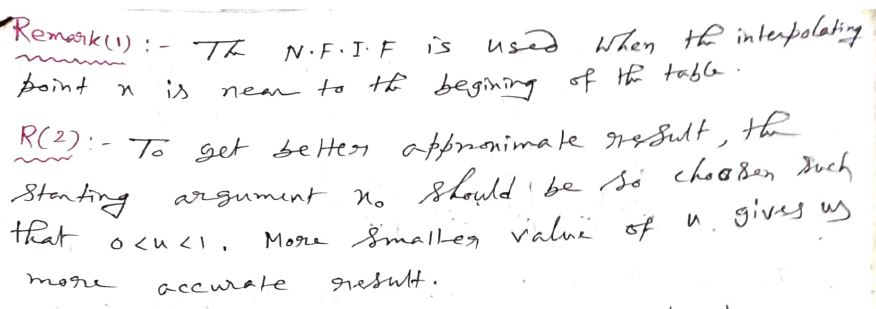 Remark(1) :- The N.F.I.F is used when the interpolating
point x is near to the begining of the table.
R(2) :- To get better approximate result, the
starting argument x₀ should be so choosen such
that 0<u<1. More smaller value of u gives us
more accurate result.